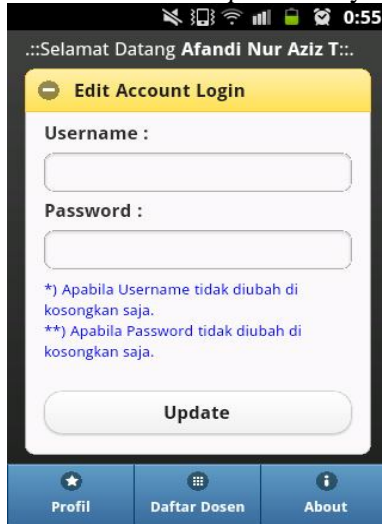 0:55
.::Selamat Datang Afandi Nur Aziz T::.
Edit Account Login
Username :
Password :
*) Apabila Username tidak diubah di
kosongkan saja.
**) Apabila Password tidak diubah di
kosongkan saja.
Update
Profil
Daftar Dosen
About